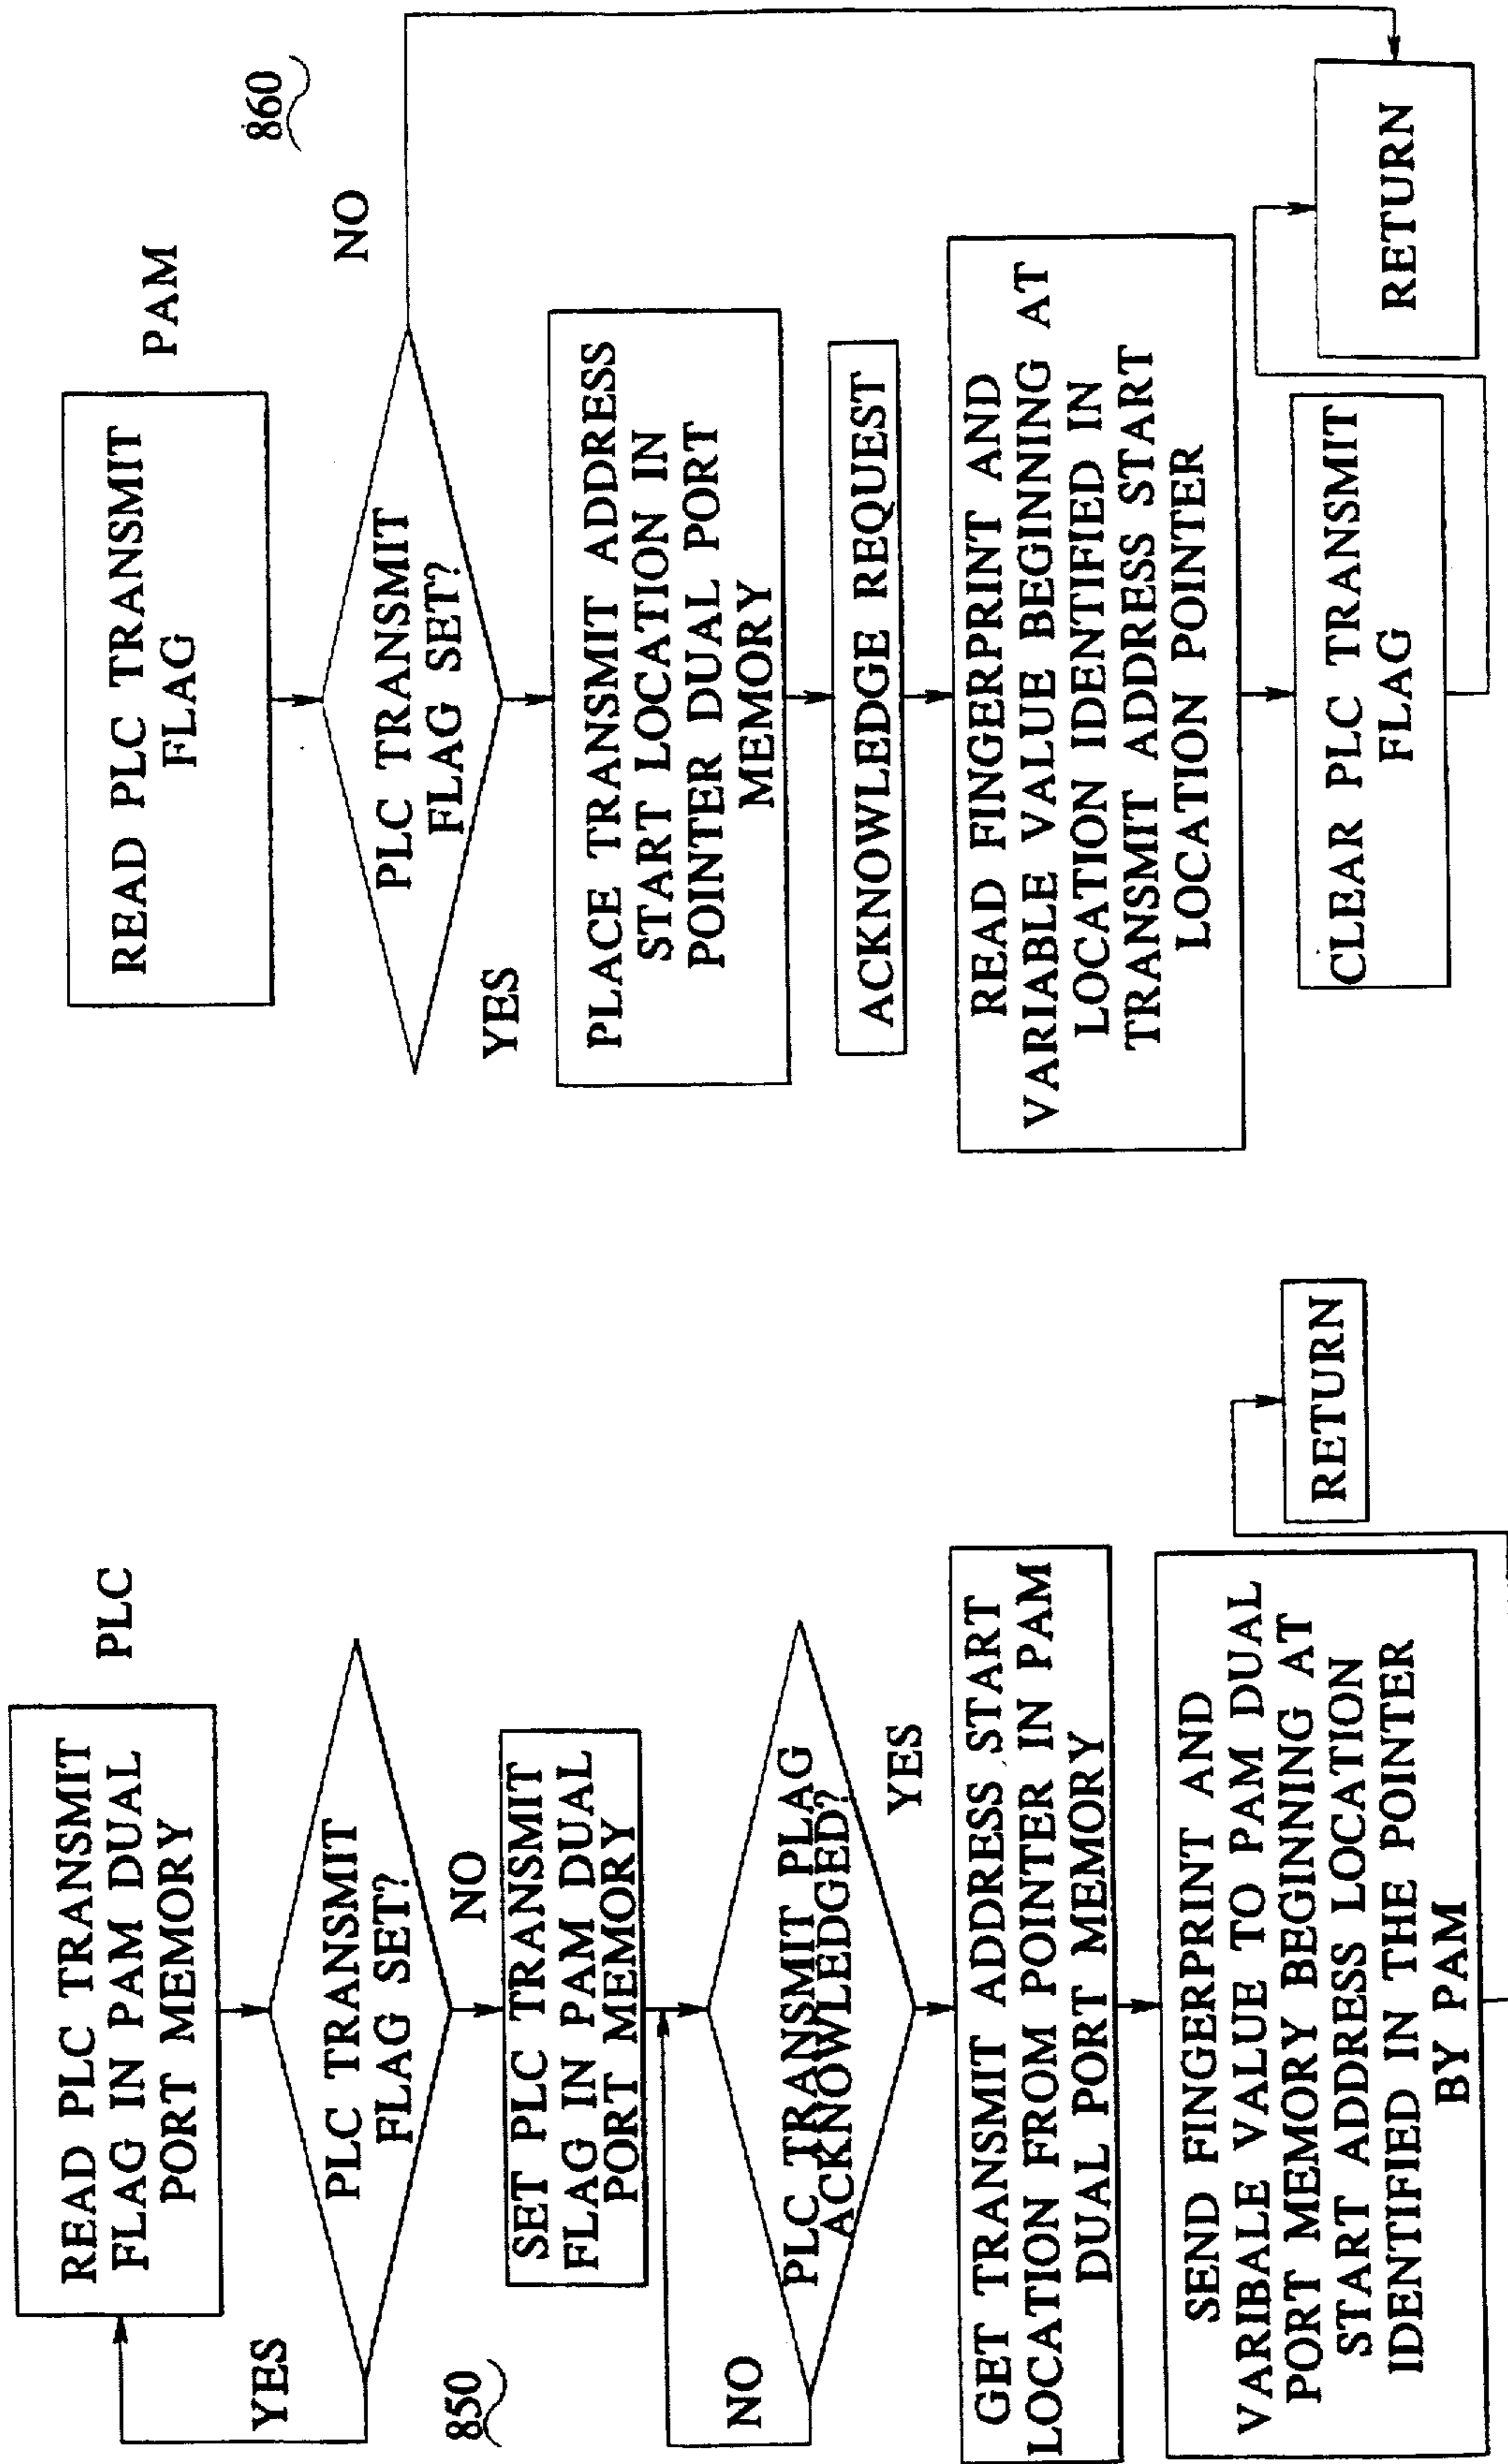 PLC
READ PLC TRANSMIT
FLAG IN PAM DUAL
PORT MEMORY
YES
PLC TRANSMIT
FLAG SET?
NO
850
SET PLC TRANSMIT
FLAG IN PAM DUAL
PORT MEMORY
NO
PLC TRANSMIT PLAG
ACKNOWLEDGED?
YES
GET TRANSMIT ADDRESS START
LOCATION FROM POINTER IN PAM
DUAL PORT MEMORY
SEND FINGERPRINT AND
VARIBALE VALUE TO PAM DUAL
PORT MEMORY BEGINNING AT
START ADDRESS LOCATION
IDENTIFIED IN THE POINTER
BY PAM
RETURN
PAM
860
READ PLC TRANSMIT
FLAG
PLC TRANSMIT
FLAG SET?
NO
YES
PLACE TRANSMIT ADDRESS
START LOCATION IN
POINTER DUAL PORT
MEMORY
ACKNOWLEDGE REQUEST
READ FINGERPRINT AND
VARIABLE VALUE BEGINNING AT
LOCATION IDENTIFIED IN
TRANSMIT ADDRESS START
LOCATION POINTER
CLEAR PLC TRANSMIT
FLAG
RETURN